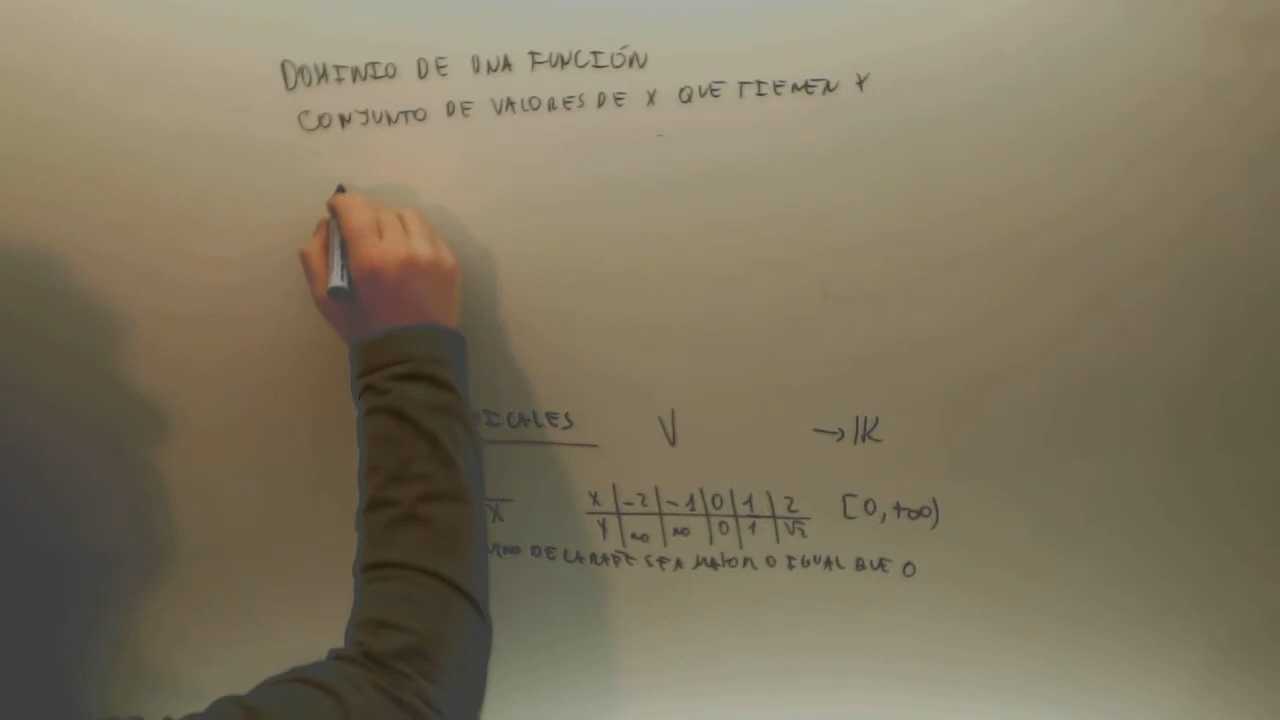 DOMINIO DE UNA FUNCIÓN
CONJUNTO DE VALORES DE X QUE TIENEN Y
ICALES √ → IR
X X | -2 | -1 | 0 | 1 | 2 [0, +∞)
Y | no | no | 0 | 1 | √2
DE LA RAÍZ SEA MAYOR O IGUAL QUE 0